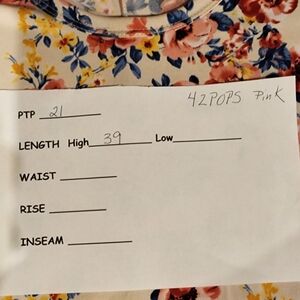 42POPS Pink
PTP 21
LENGTH High 39 Low
WAIST
RISE
INSEAM